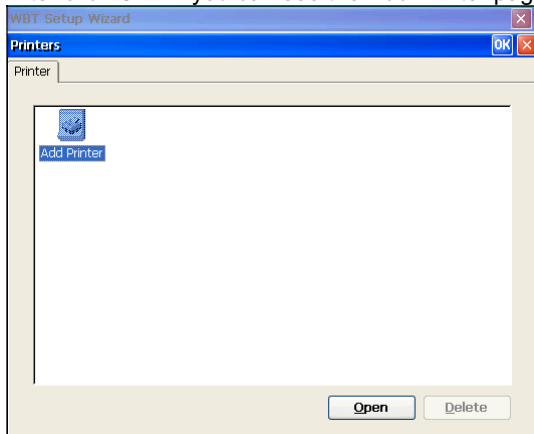 WBT Setup Wizard
Printers OK
Printer
Add Printer
Open Delete